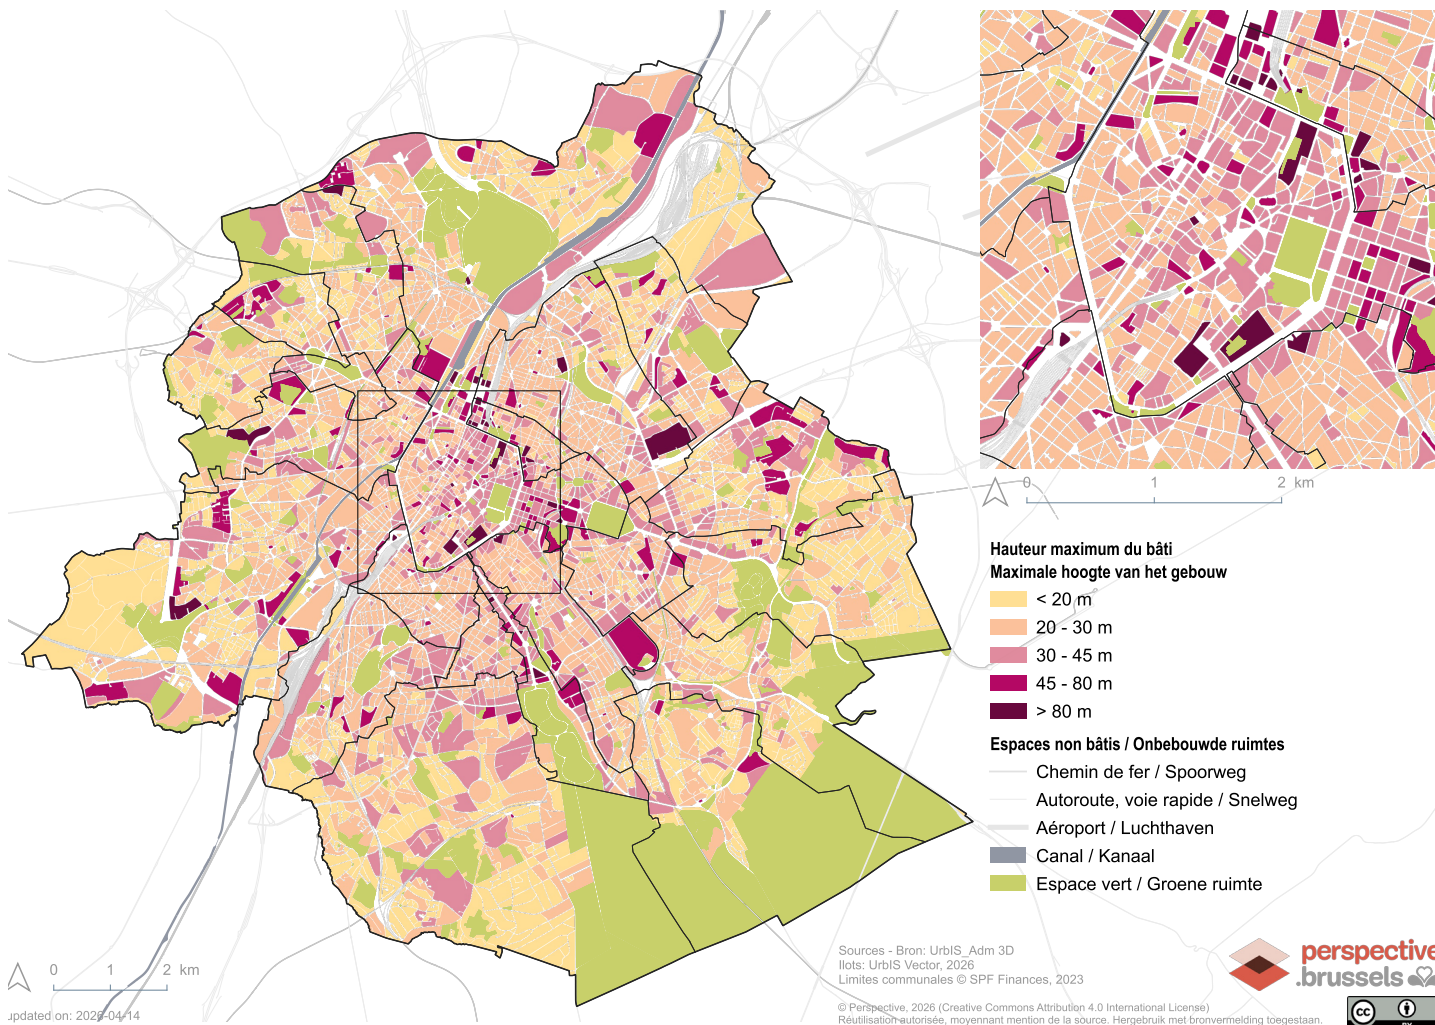 0 1 2 km
Hauteur maximum du bâti
Maximale hoogte van het gebouw
< 20 m
20 - 30 m
30 - 45 m
45 - 80 m
> 80 m
Espaces non bâtis / Onbebouwde ruimtes
Chemin de fer / Spoorweg
Autoroute, voie rapide / Snelweg
Aéroport / Luchthaven
Canal / Kanaal
Espace vert / Groene ruimte
Sources - Bron: UrbIS_Adm 3D
Ilots: UrbIS Vector, 2026
Limites communales © SPF Finances, 2023
perspective
.brussels
0 1 2 km
updated on: 2026-04-14
© Perspective, 2026 (Creative Commons Attribution 4.0 International License)
Réutilisation autorisée, moyennant mention de la source. Hergebruik met bronvermelding toegestaan.
cc